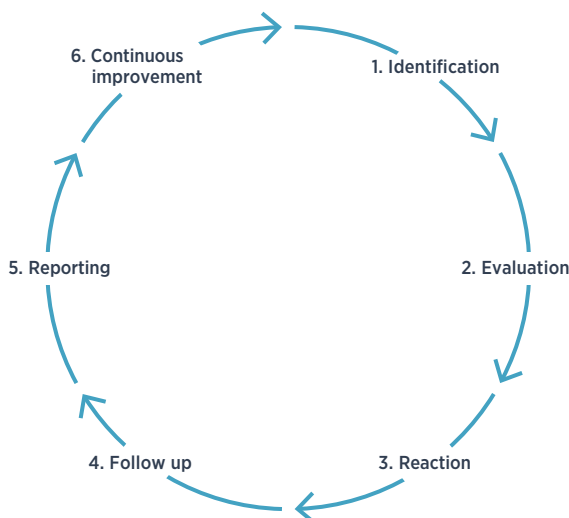 1. Identification
2. Evaluation
3. Reaction
4. Follow up
5. Reporting
6. Continuous
improvement